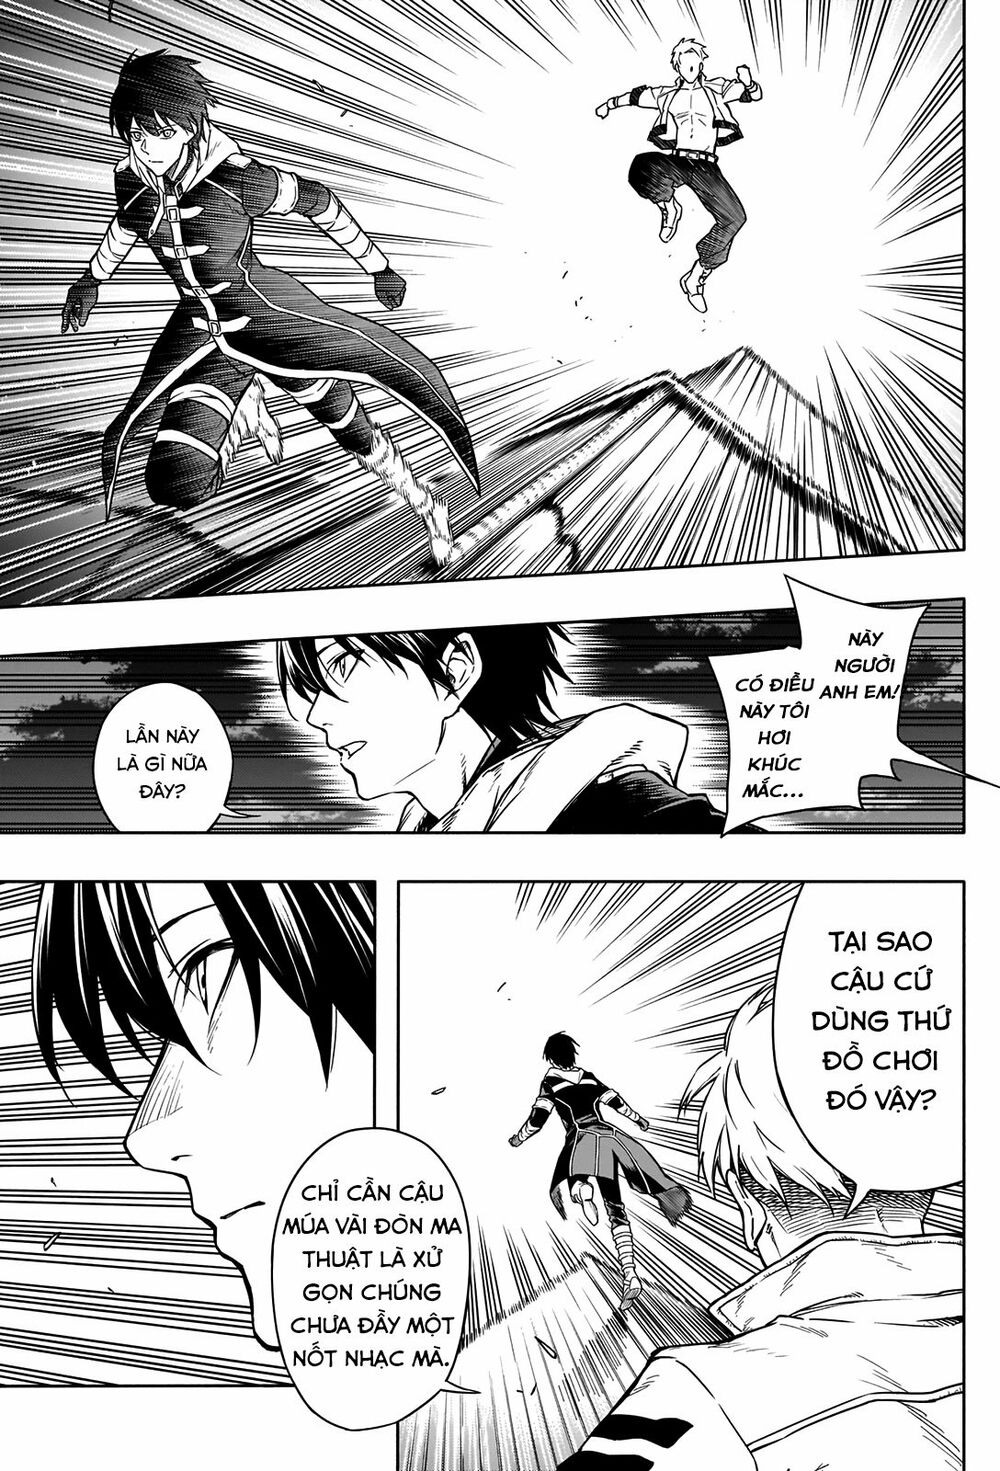 NÀY
NGƯỜI
ANH EM!
CÓ ĐIỀU
NÀY TÔI
HƠI
KHÚC
MẮC...
LẦN NÀY
LÀ GÌ NỮA
ĐÂY?
TẠI SAO
CẬU CỨ
DÙNG THỨ
ĐỒ CHƠI
ĐÓ VẬY?
CHỈ CẦN CẬU
MÚA VÀI ĐÒN MA
THUẬT LÀ XỬ
GỌN CHÚNG
CHƯA ĐẦY MỘT
NỐT NHẠC MÀ.